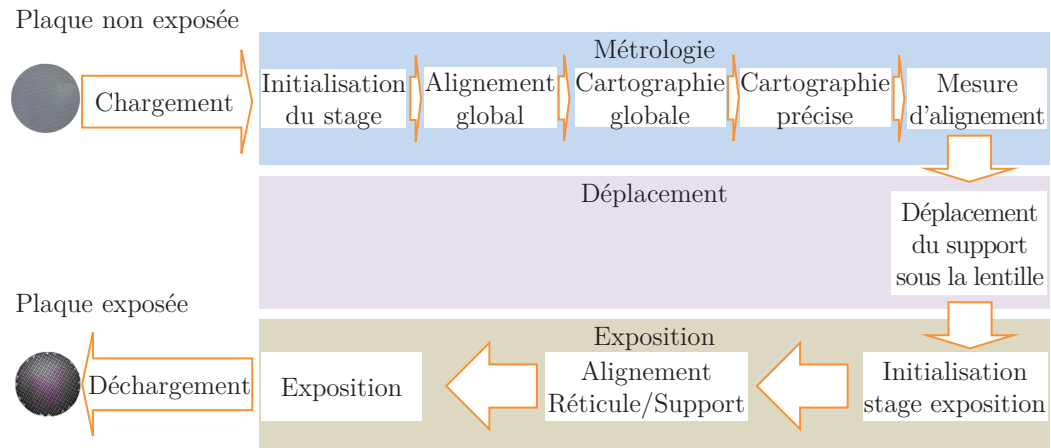 Plaque non exposée
Chargement
Métrologie
Initialisation
du stage
Alignement
global
Cartographie
globale
Cartographie
précise
Mesure
d'alignement
Déplacement
Déplacement
du support
sous la lentille
Exposition
Initialisation
stage exposition
Alignement
Réticule/Support
Exposition
Déchargement
Plaque exposée